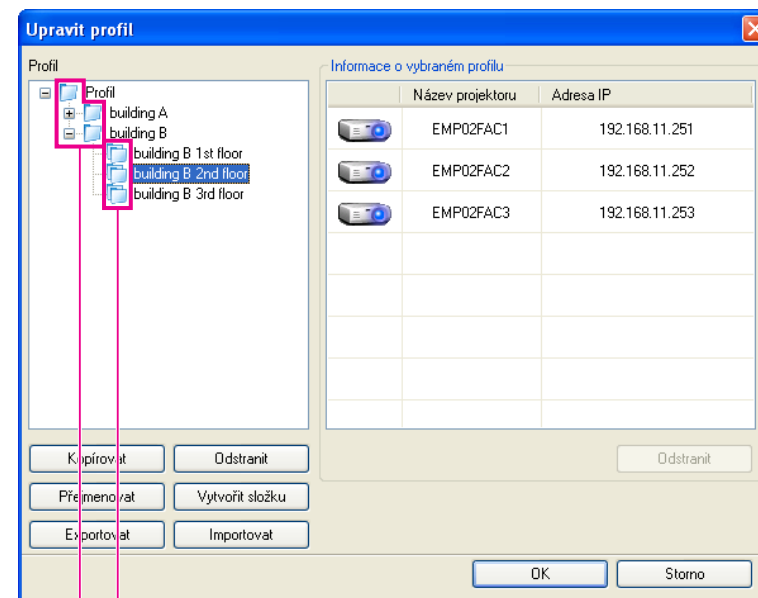 Upravit profil
Profil
Profil
building A
building B
building B 1st floor
building B 2nd floor
building B 3rd floor
Kopírovat Odstranit
Přejmenovat Vytvořit složku
Exportovat Importovat
Informace o vybraném profilu
Název projektoru Adresa IP
EMP02FAC1 192.168.11.251
EMP02FAC2 192.168.11.252
EMP02FAC3 192.168.11.253
Odstranit
OK Storno